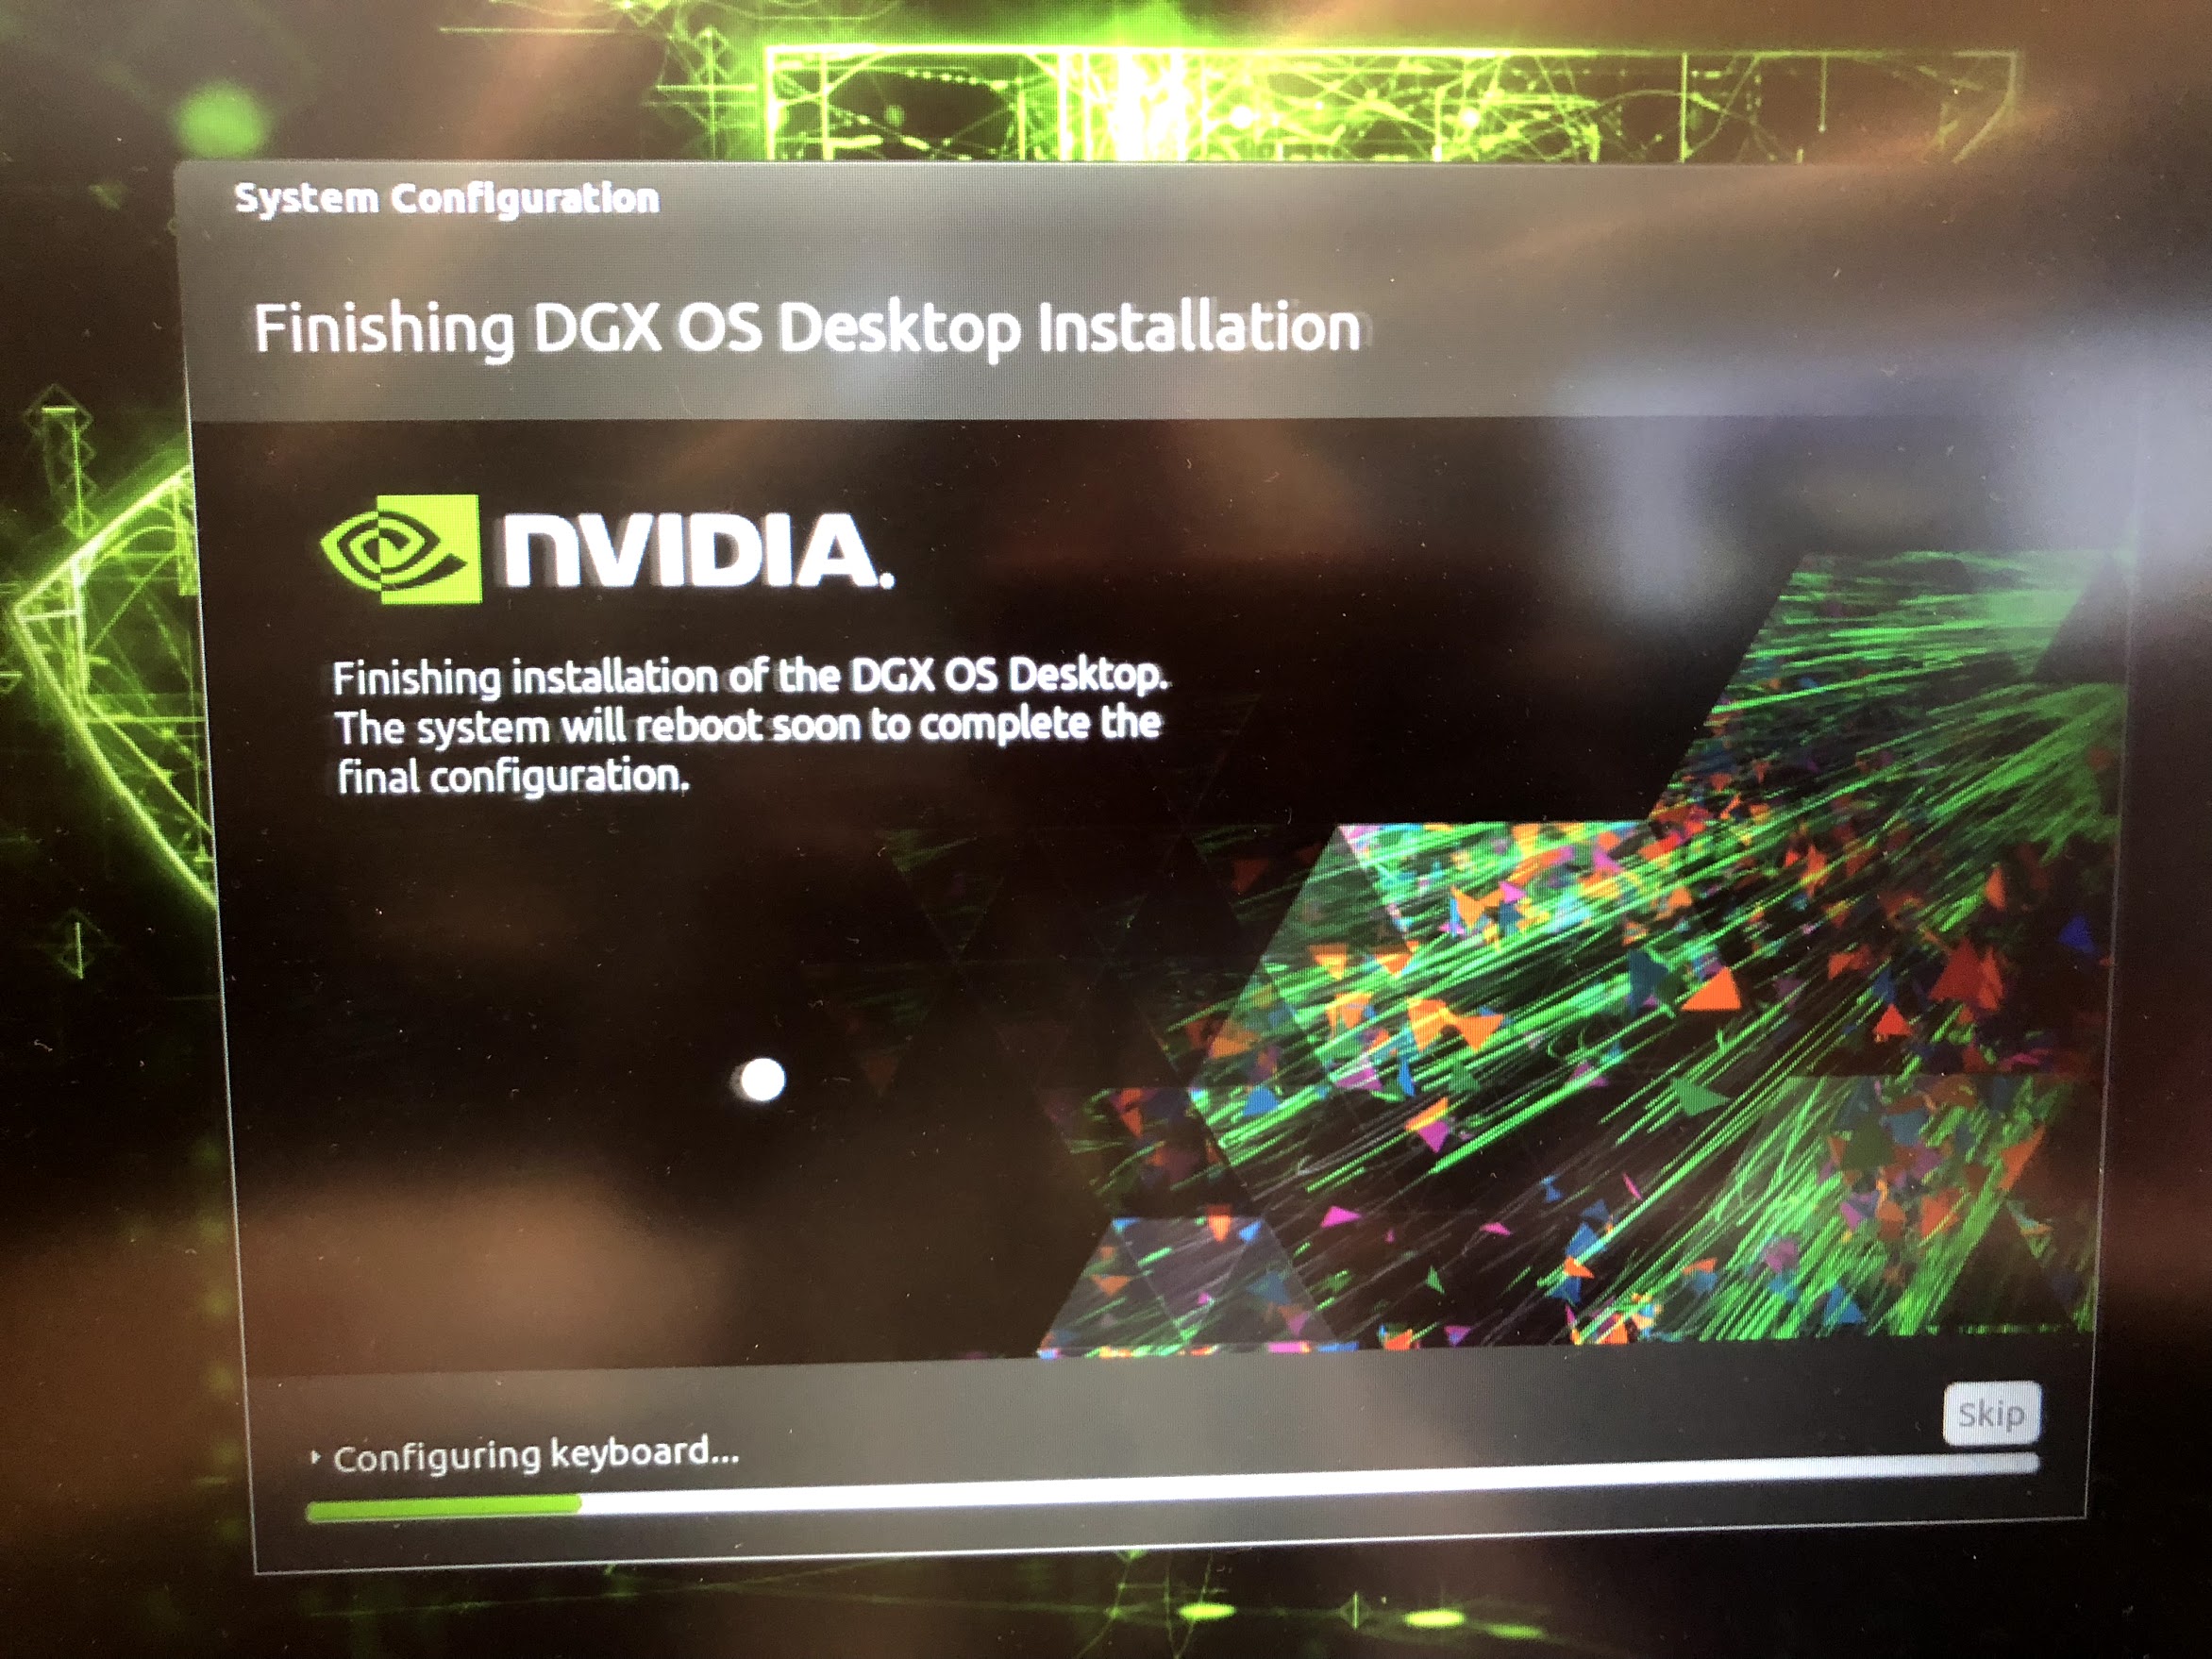 System Configuration
Finishing DGX OS Desktop Installation
NVIDIA.
Finishing installation of the DGX OS Desktop.
The system will reboot soon to complete the
final configuration.
Skip
Configuring keyboard...